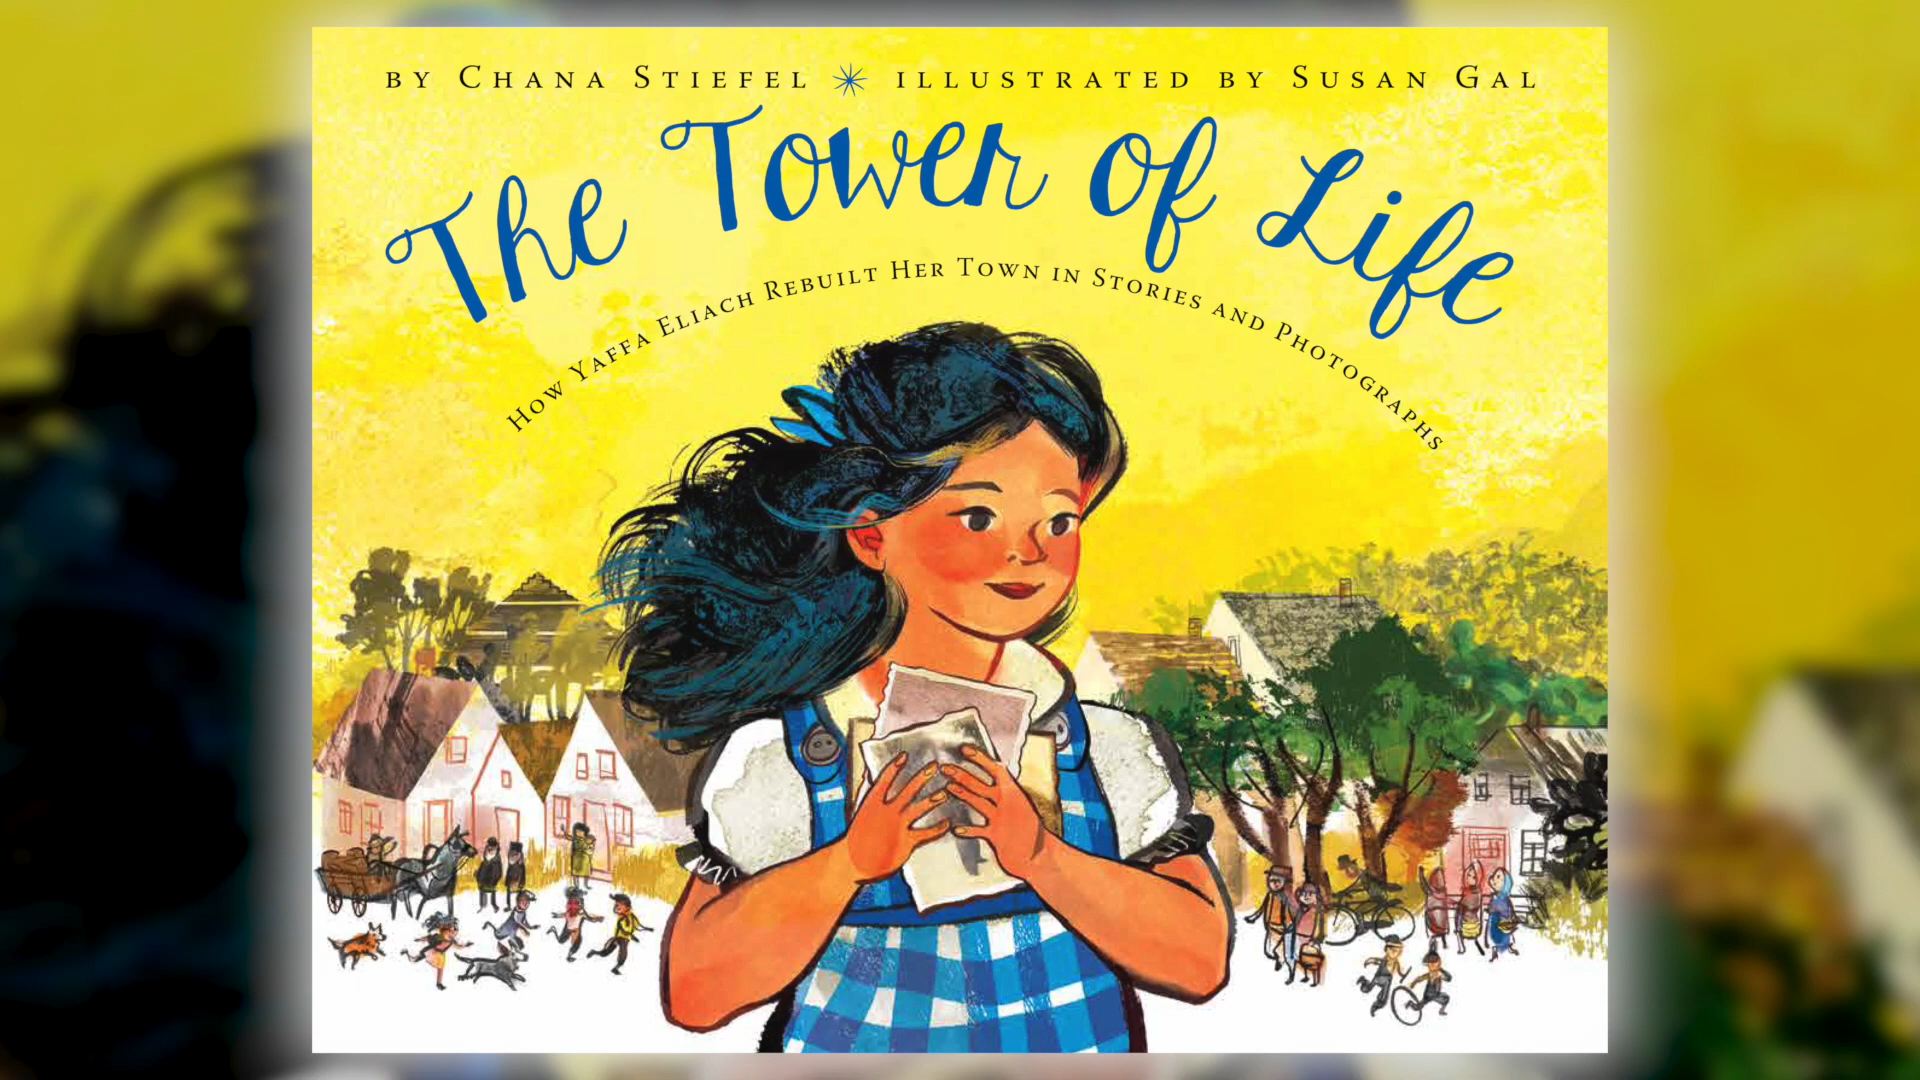 BY CHANA STIEFEL * ILLUSTRATED BY SUSAN GAL
The Tower of Life
HOW YAFFA ELIACH REBUILT HER TOWN IN STORIES AND PHOTOGRAPHS